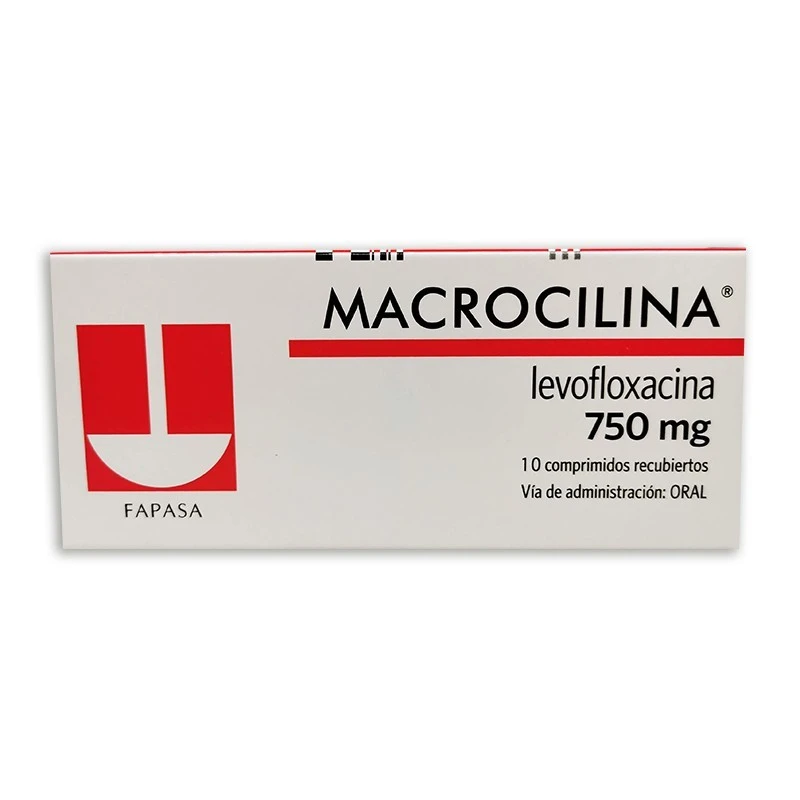 MACROCILINA®
levofloxacina
750 mg
10 comprimidos recubiertos
Vía de administración: ORAL
FAPASA